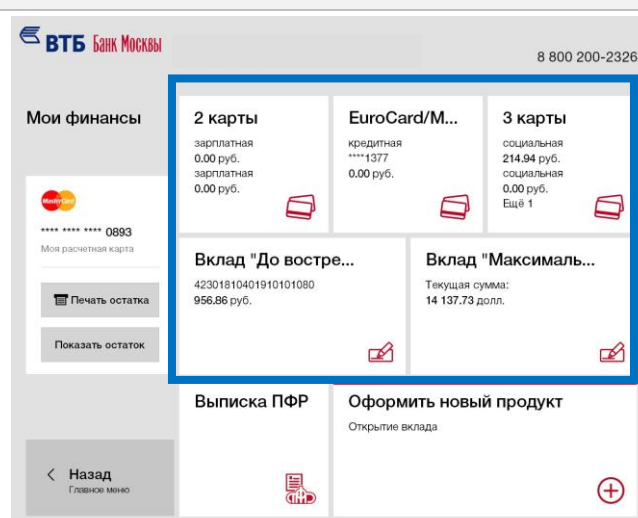 ВТБ Банк Москвы
8 800 200-2326
Мои финансы
MasterCard
**** **** **** 0893
Моя расчетная карта
Печать остатка
Показать остаток
2 карты
зарплатная
0.00 руб.
зарплатная
0.00 руб.
EuroCard/M...
кредитная
****1377
0.00 руб.
3 карты
социальная
214.94 руб.
социальная
0.00 руб.
Ещё 1
Вклад "До востре...
42301810401910101080
956.86 руб.
Вклад "Максималь...
Текущая сумма:
14 137.73 долл.
Выписка ПФР
Оформить новый продукт
Открытие вклада
Назад
Главное меню